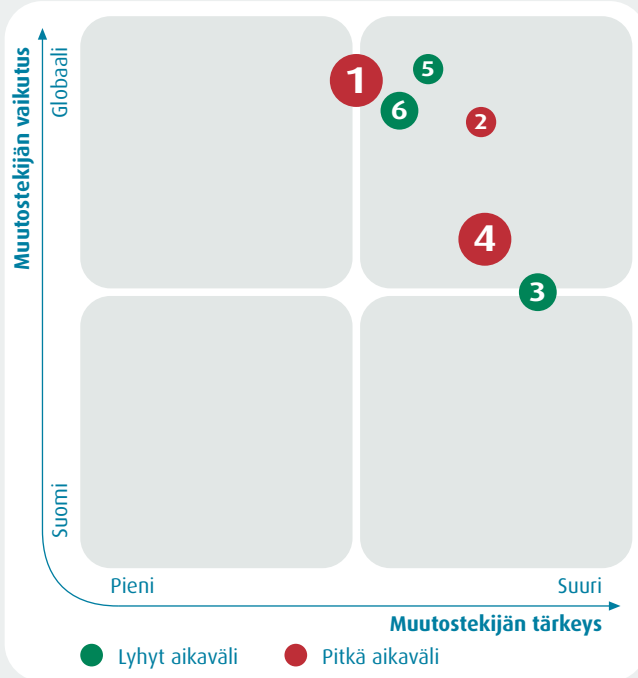 Muutostekijän vaikutus
Globaali
Suomi
1
5
6
2
4
3
Pieni
Suuri
Muutostekijän tärkeys
Lyhyt aikaväli
Pitkä aikaväli